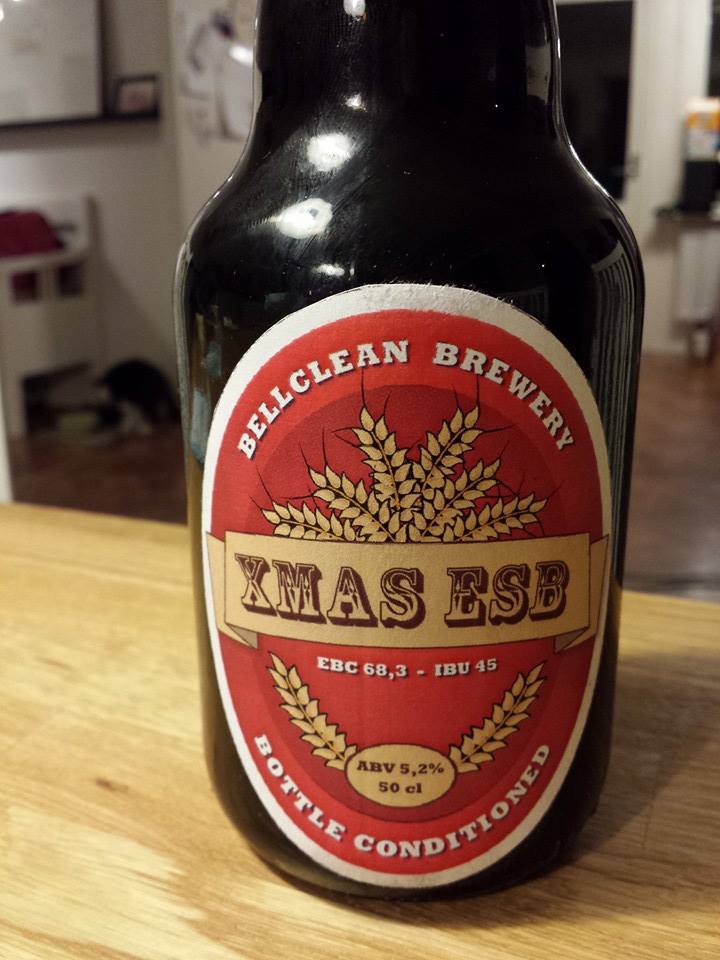 BELLCLEAN BREWERY
XMAS ESB
EBC 68,3 - IBU 45
ABV 5,2%
50 cl
BOTTLE CONDITIONED